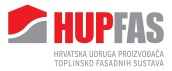 HUPFAS
HRVATSKA UDRUGA PROIZVOĐAČA
TOPLINSKO FASADNIH SUSTAVA